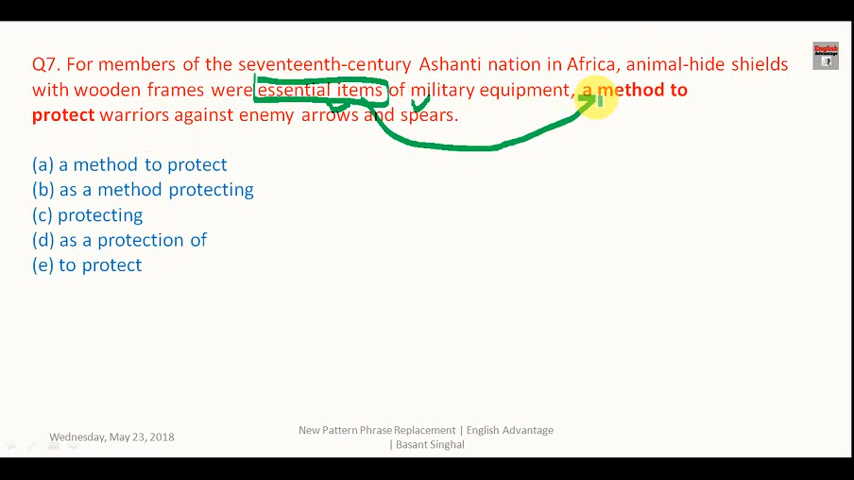 Q7. For members of the seventeenth-century Ashanti nation in Africa, animal-hide shields
with wooden frames were essential items of military equipment, a method to
protect warriors against enemy arrows and spears.
(a) a method to protect
(b) as a method protecting
(c) protecting
(d) as a protection of
(e) to protect
Wednesday, May 23, 2018
New Pattern Phrase Replacement | English Advantage
| Basant Singhal
English
Advantage